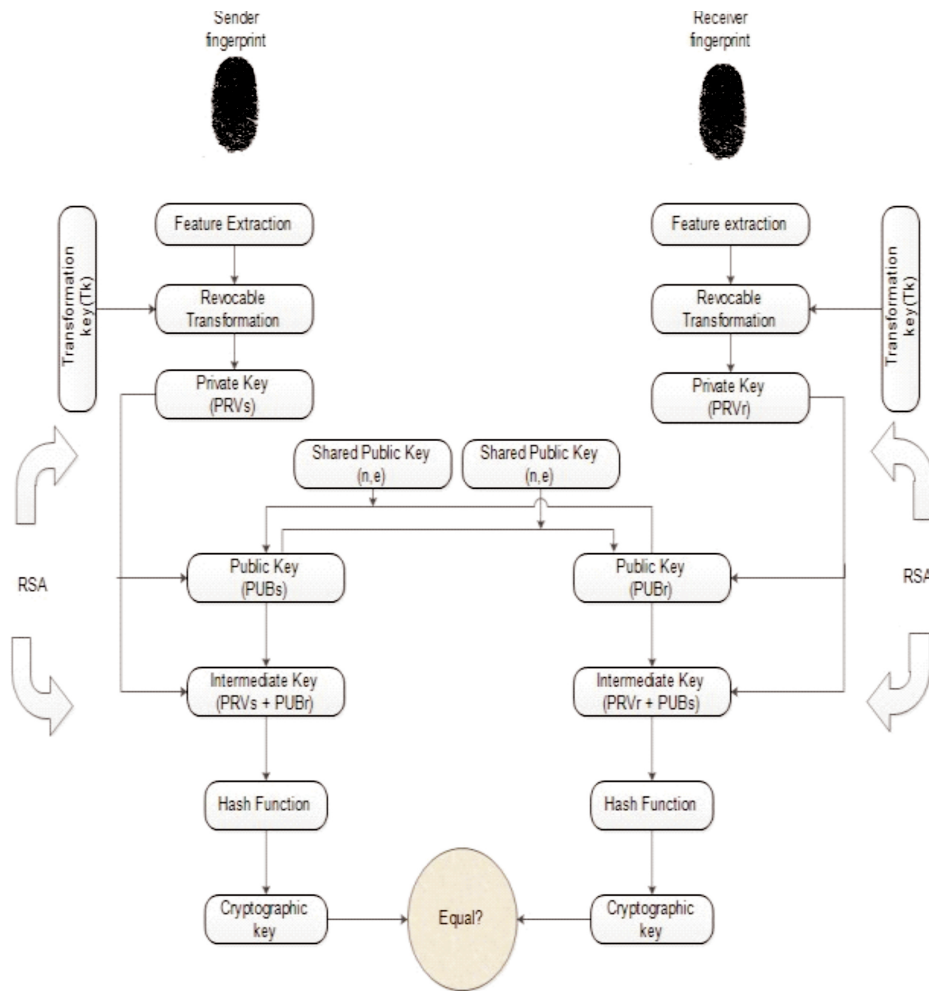 Sender
fingerprint
Receiver
fingerprint
Transformation
key(Tk)
Feature Extraction
Feature extraction
Transformation
key(Tk)
Revocable
Transformation
Revocable
Transformation
Private Key
(PRVs)
Private Key
(PRVr)
Shared Public Key
(n,e)
Shared Public Key
(n,e)
RSA
Public Key
(PUBs)
Public Key
(PUBr)
RSA
Intermediate Key
(PRVs + PUBr)
Intermediate Key
(PRVr + PUBs)
Hash Function
Hash Function
Cryptographic
key
Equal?
Cryptographic
key